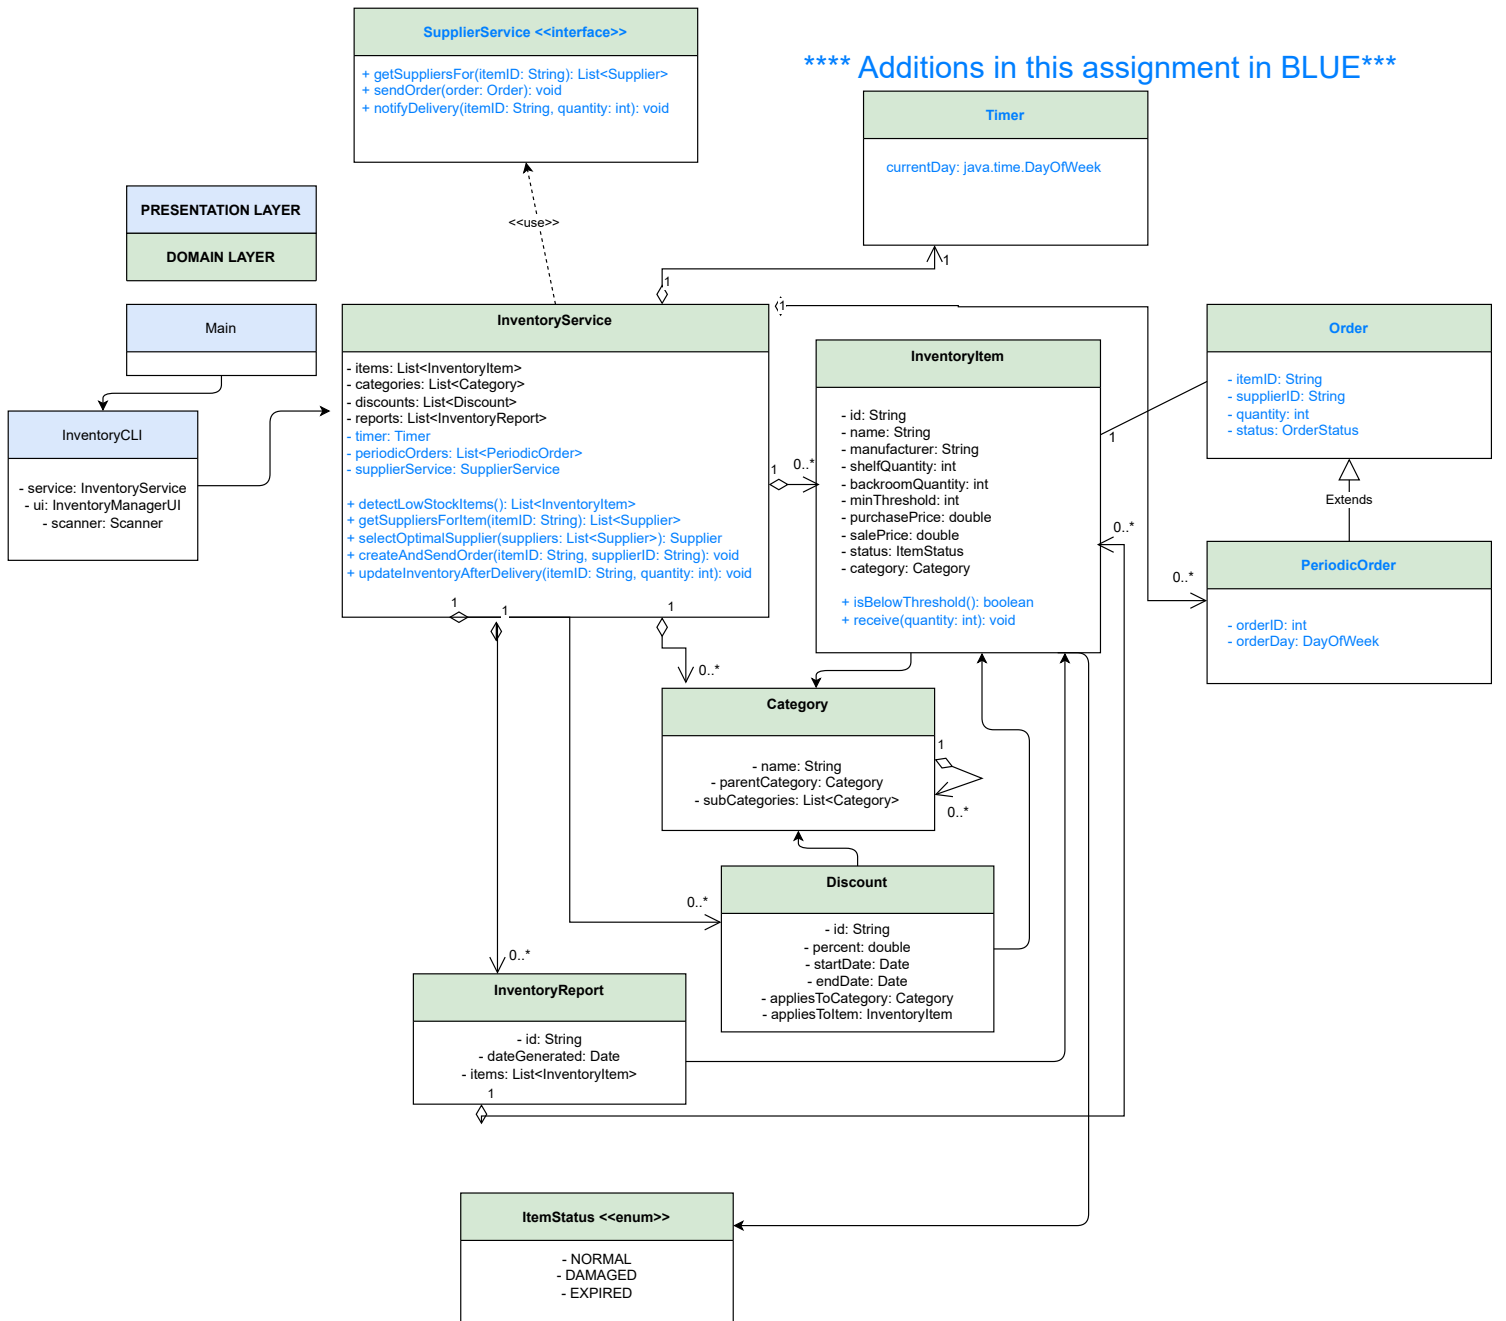 SupplierService <<interface>>
+ getSuppliersFor(itemID: String): List<Supplier>
+ sendOrder(order: Order): void
+ notifyDelivery(itemID: String, quantity: int): void
**** Additions in this assignment in BLUE***
Timer
currentDay: java.time.DayOfWeek
PRESENTATION LAYER
DOMAIN LAYER
<<use>>
1
1
1
Main
InventoryCLI
- service: InventoryService
- ui: InventoryManagerUI
- scanner: Scanner
InventoryService
- items: List<InventoryItem>
- categories: List<Category>
- discounts: List<Discount>
- reports: List<InventoryReport>
- timer: Timer
- periodicOrders: List<PeriodicOrder>
- supplierService: SupplierService
+ detectLowStockItems(): List<InventoryItem>
+ getSuppliersForItem(itemID: String): List<Supplier>
+ selectOptimalSupplier(suppliers: List<Supplier>): Supplier
+ createAndSendOrder(itemID: String, supplierID: String): void
+ updateInventoryAfterDelivery(itemID: String, quantity: int): void
1
0..*
InventoryItem
- id: String
- name: String
- manufacturer: String
- shelfQuantity: int
- backroomQuantity: int
- minThreshold: int
- purchasePrice: double
- salePrice: double
- status: ItemStatus
- category: Category
+ isBelowThreshold(): boolean
+ receive(quantity: int): void
1
0..*
Order
- itemID: String
- supplierID: String
- quantity: int
- status: OrderStatus
Extends
0..*
PeriodicOrder
- orderID: int
- orderDay: DayOfWeek
1
1
1
0..*
Category
- name: String
- parentCategory: Category
- subCategories: List<Category>
1
0..*
0..*
Discount
- id: String
- percent: double
- startDate: Date
- endDate: Date
- appliesToCategory: Category
- appliesToItem: InventoryItem
0..*
InventoryReport
- id: String
- dateGenerated: Date
- items: List<InventoryItem>
1
ItemStatus <<enum>>
- NORMAL
- DAMAGED
- EXPIRED